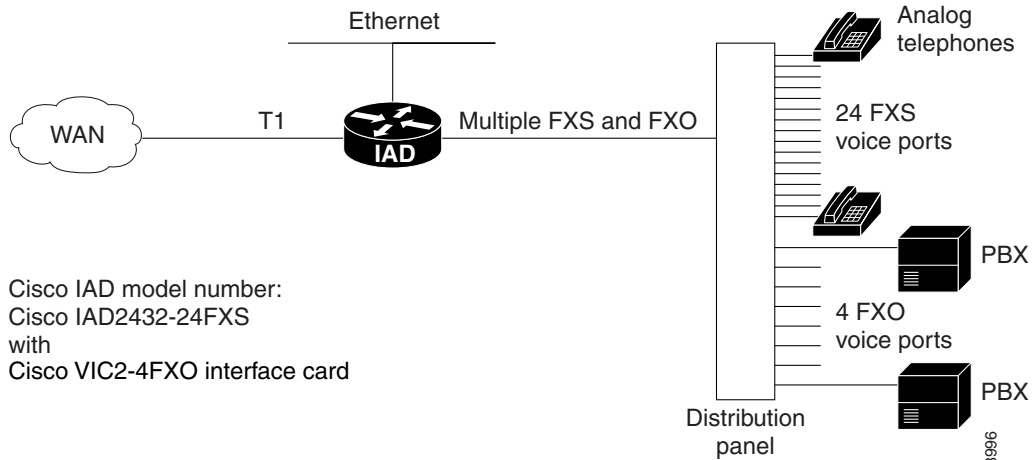 Ethernet
Analog
telephones
WAN
T1
IAD
Multiple FXS and FXO
24 FXS
voice ports
PBX
Cisco IAD model number:
Cisco IAD2432-24FXS
with
Cisco VIC2-4FXO interface card
4 FXO
voice ports
PBX
Distribution
panel